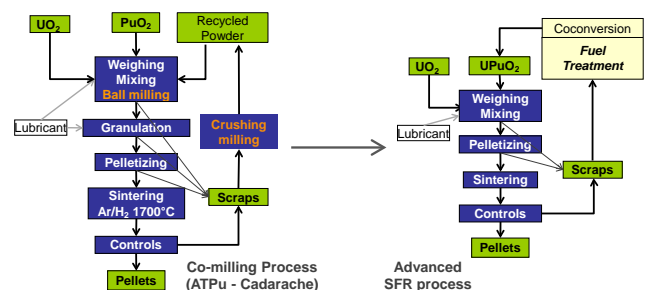 UO₂
PuO₂
Recycled
Powder
Weighing
Mixing
Ball milling
Lubricant
Granulation
Crushing
milling
Pelletizing
Sintering
Ar/H₂ 1700°C
Scraps
Controls
Pellets
Co-milling Process
(ATPu - Cadarache)
Coconversion
Fuel
Treatment
UO₂
UPuO₂
Weighing
Mixing
Lubricant
Pelletizing
Sintering
Scraps
Controls
Pellets
Advanced
SFR process